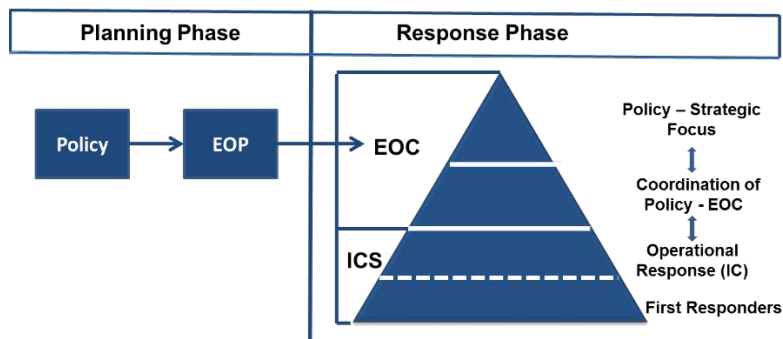 Planning Phase
Response Phase
Policy
EOP
EOC
ICS
Policy – Strategic
Focus
Coordination of
Policy - EOC
Operational
Response (IC)
First Responders